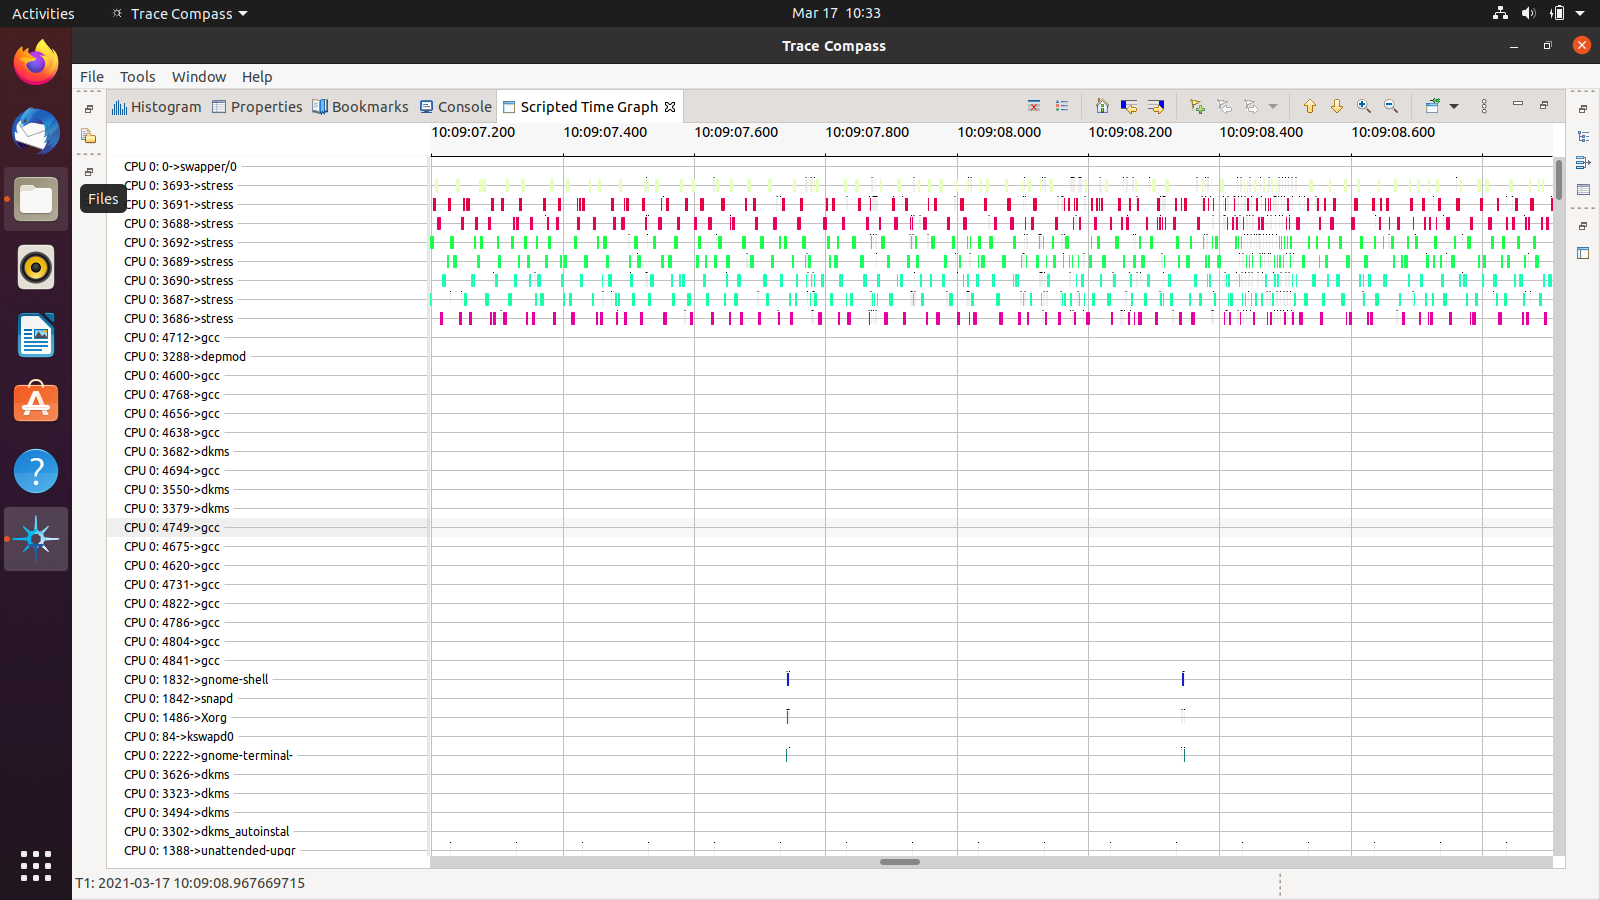 Activities Trace Compass Mar 17 10:33
Trace Compass
File Tools Window Help
Histogram Properties Bookmarks Console Scripted Time Graph
10:09:07.200 10:09:07.400 10:09:07.600 10:09:07.800 10:09:08.000 10:09:08.200 10:09:08.400 10:09:08.600
CPU 0: 0->swapper/0
CPU 0: 3693->stress
Files
CPU 0: 3691->stress
CPU 0: 3688->stress
CPU 0: 3692->stress
CPU 0: 3689->stress
CPU 0: 3690->stress
CPU 0: 3687->stress
CPU 0: 3686->stress
CPU 0: 4712->gcc
CPU 0: 3288->depmod
CPU 0: 4600->gcc
CPU 0: 4768->gcc
CPU 0: 4656->gcc
CPU 0: 4638->gcc
CPU 0: 3682->dkms
CPU 0: 4694->gcc
CPU 0: 3550->dkms
CPU 0: 3379->dkms
CPU 0: 4749->gcc
CPU 0: 4675->gcc
CPU 0: 4620->gcc
CPU 0: 4731->gcc
CPU 0: 4822->gcc
CPU 0: 4786->gcc
CPU 0: 4804->gcc
CPU 0: 4841->gcc
CPU 0: 1832->gnome-shell
CPU 0: 1842->snapd
CPU 0: 1486->Xorg
CPU 0: 84->kswapd0
CPU 0: 2222->gnome-terminal-
CPU 0: 3626->dkms
CPU 0: 3323->dkms
CPU 0: 3494->dkms
CPU 0: 3302->dkms_autoinstal
CPU 0: 1388->unattended-upgr
T1: 2021-03-17 10:09:08.967669715